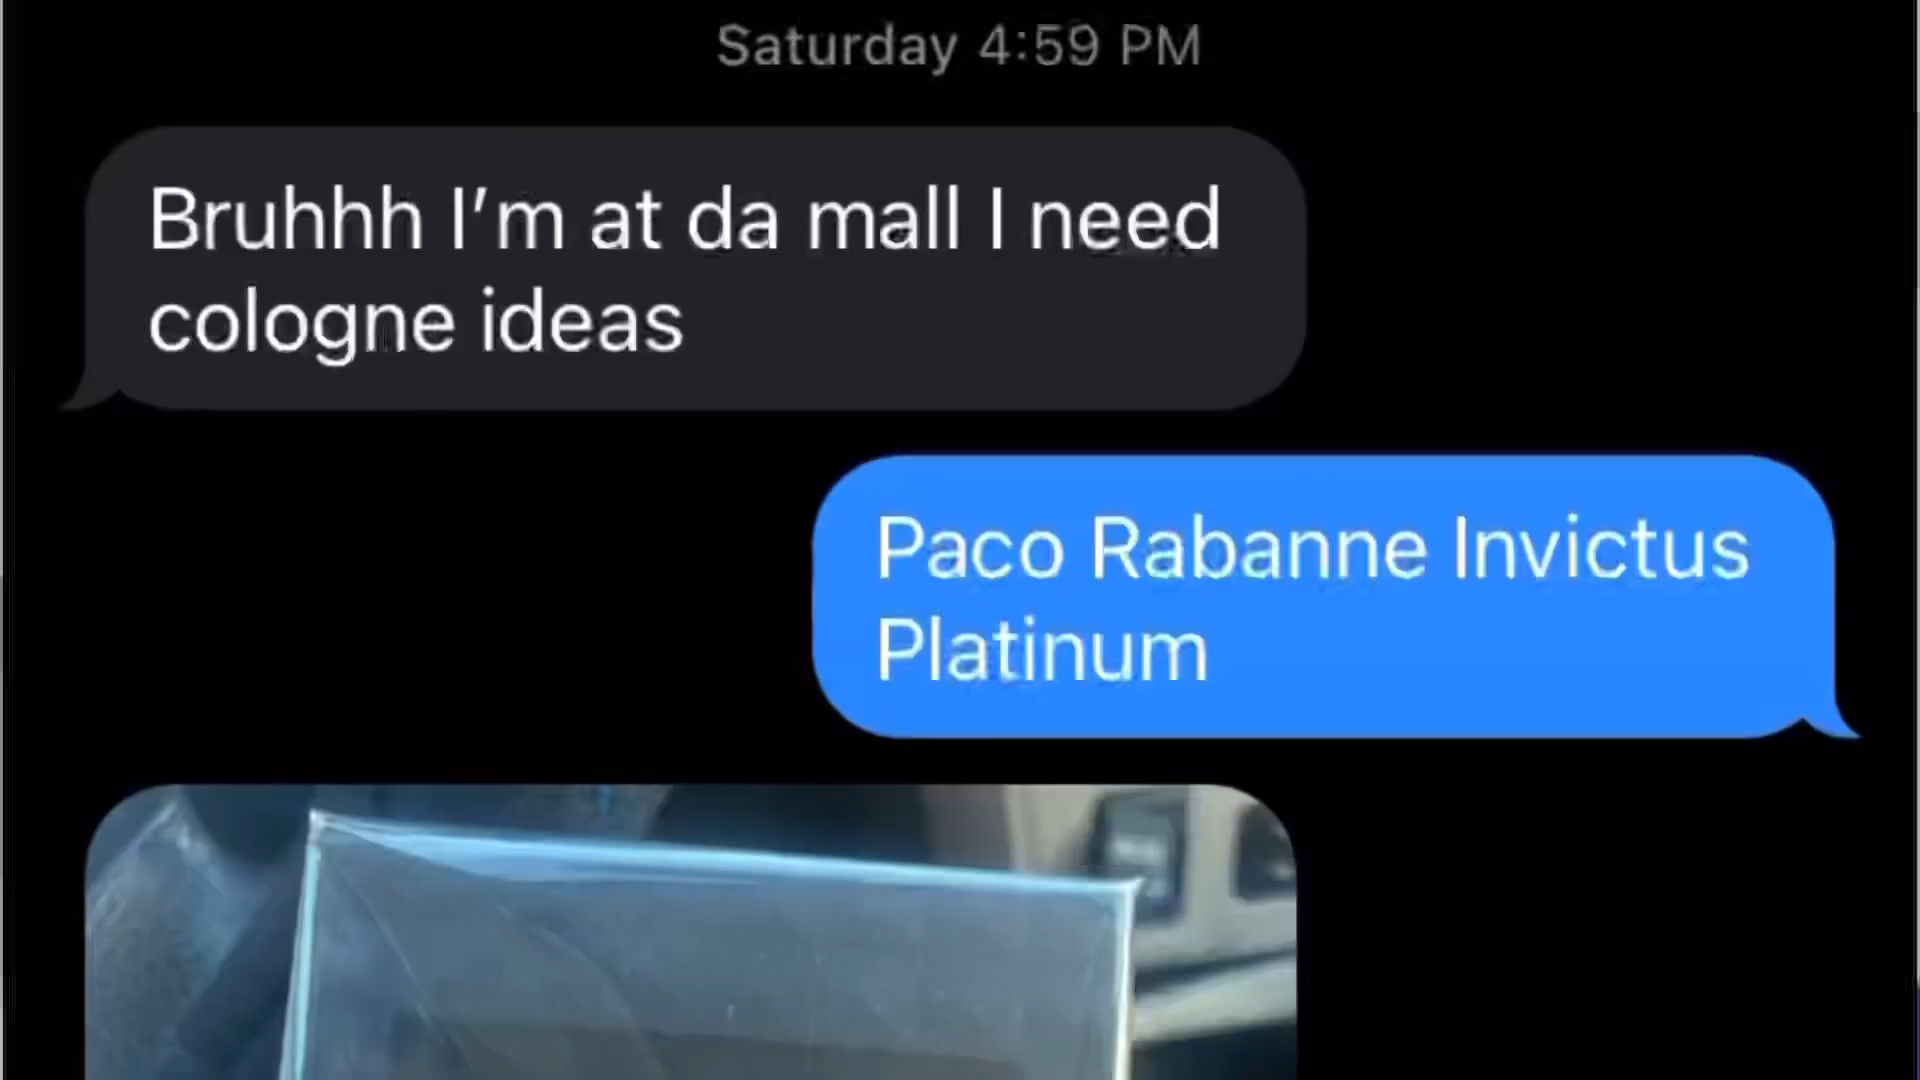 Saturday 4:59 PM
Bruhhh I’m at da mall I need
cologne ideas
Paco Rabanne Invictus
Platinum